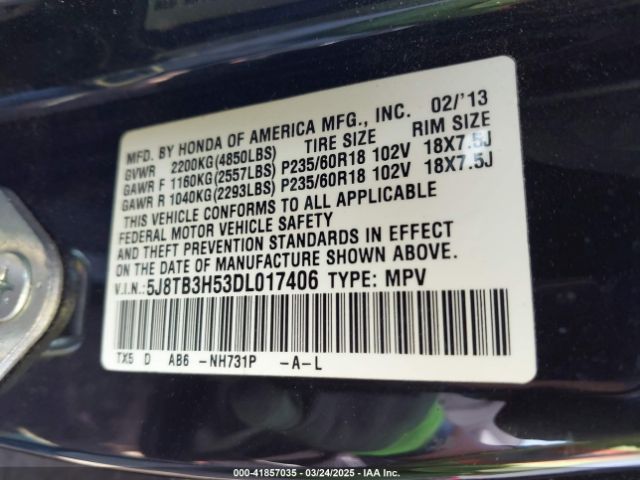 MFD. BY HONDA OF AMERICA MFG., INC. 02/'13
GVWR 2200KG(4850LBS) TIRE SIZE RIM SIZE
GAWR F 1160KG(2557LBS) P235/60R18 102V 18X7.5J
GAWR R 1040KG(2293LBS) P235/60R18 102V 18X7.5J
THIS VEHICLE CONFORMS TO ALL APPLICABLE
FEDERAL MOTOR VEHICLE SAFETY
AND THEFT PREVENTION STANDARDS IN EFFECT
ON THE DATE OF MANUFACTURE SHOWN ABOVE.
V.I.N.:5J8TB3H53DL017406 TYPE: MPV
TX5 D AB6 -NH731P -A-L
000-41857035 - 03/24/2025 - IAA Inc.